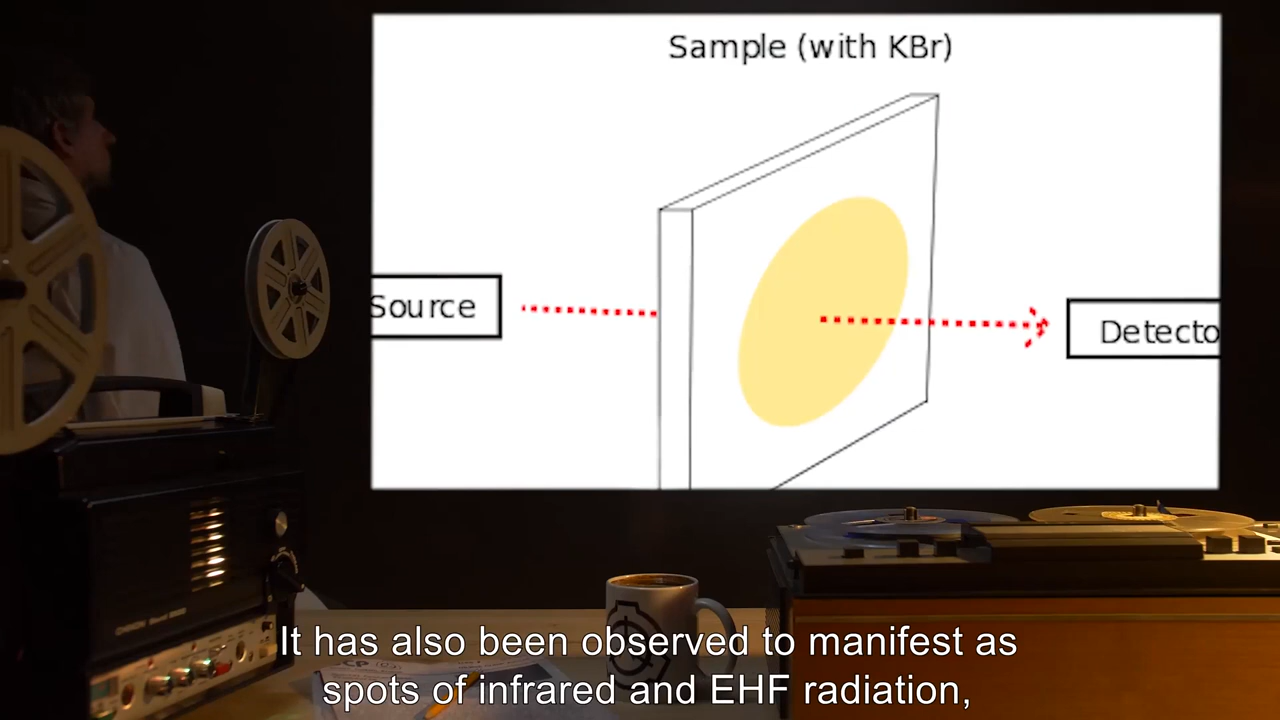 Sample (with KBr)
Source
Detecto
It has also been observed to manifest as
spots of infrared and EHF radiation,